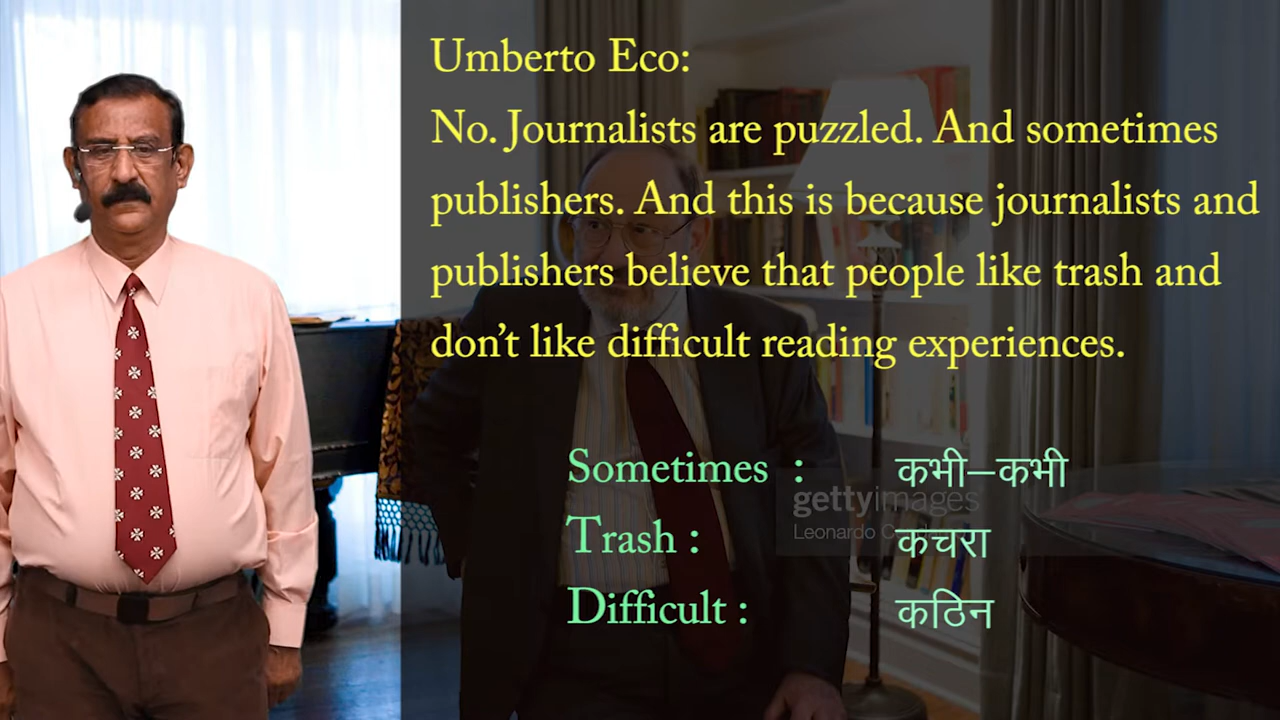 Umberto Eco:
No. Journalists are puzzled. And sometimes
publishers. And this is because journalists and
publishers believe that people like trash and
don’t like difficult reading experiences.
Sometimes : कभी–कभी
gettyimages
Leonardo
Trash : कचरा
Difficult : कठिन